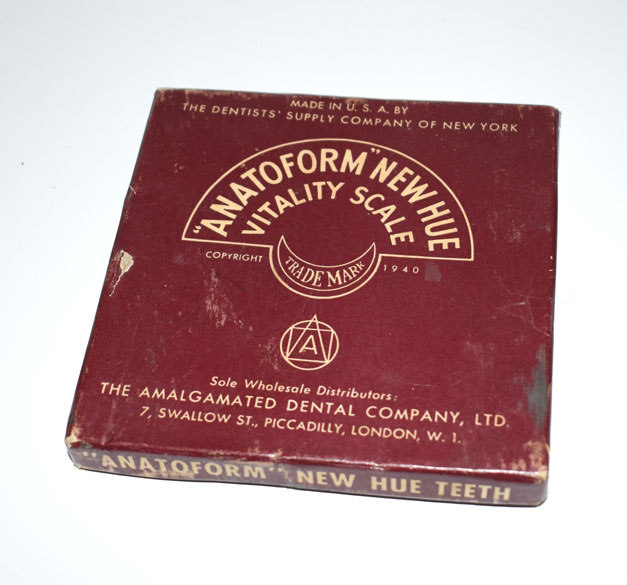 MADE IN U. S. A. BY
THE DENTISTS' SUPPLY COMPANY OF NEW YORK
"ANATOFORM" NEW HUE
VITALITY SCALE
COPYRIGHT 1940
TRADE MARK
A
Sole Wholesale Distributors:
THE AMALGAMATED DENTAL COMPANY, LTD.
7, SWALLOW ST., PICCADILLY, LONDON, W. 1.
"ANATOFORM" NEW HUE TEETH